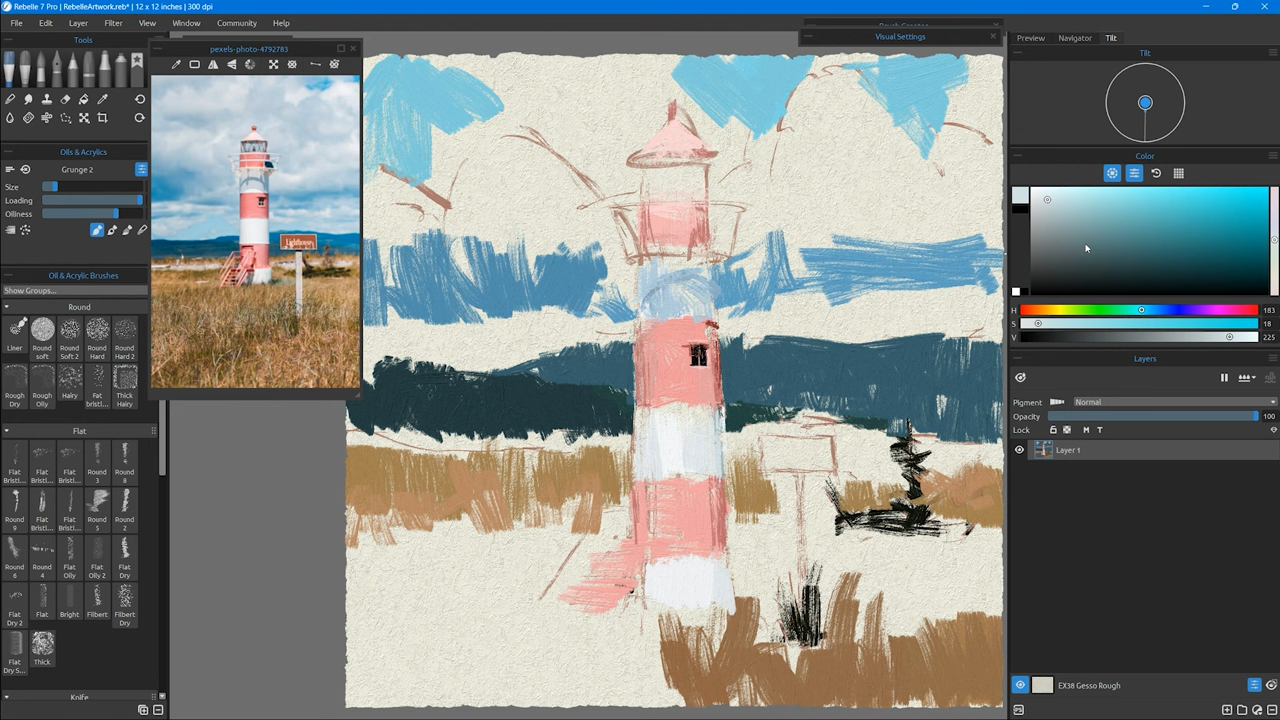 Rebelle 7 Pro | RebelleArtwork.reb* | 12 x 12 inches | 300 dpi
File Edit Layer Filter View Window Community Help
Tools
pexels-photo-4792783
Visual Settings
Preview Navigator Tilt
Tilt
Oils & Acrylics
Grunge 2
Size
Loading
Oiliness
Color
Lighthouse
Oil & Acrylic Brushes
Show Groups...
Round
Liner Round soft Round Soft 2 Round Hard Round Hard 2
Rough Dry Rough Oily Hairy Fat bristl... Thick Hairy
H 183
S 18
V 225
Layers
Pigment Normal
Opacity 100
Lock M T
Layer 1
Flat
Flat Bristl... Flat Bristl... Flat Bristl... Round 3 Round 8
Round 9 Flat Bristl... Flat Bristl... Round 5 Round 2
Round 6 Round 4 Flat Oily Flat Oily 2 Flat Dry
Flat Dry 2 Flat Bright Filbert Filbert Dry
Flat Dry S... Thick
Knife
EX38 Gesso Rough